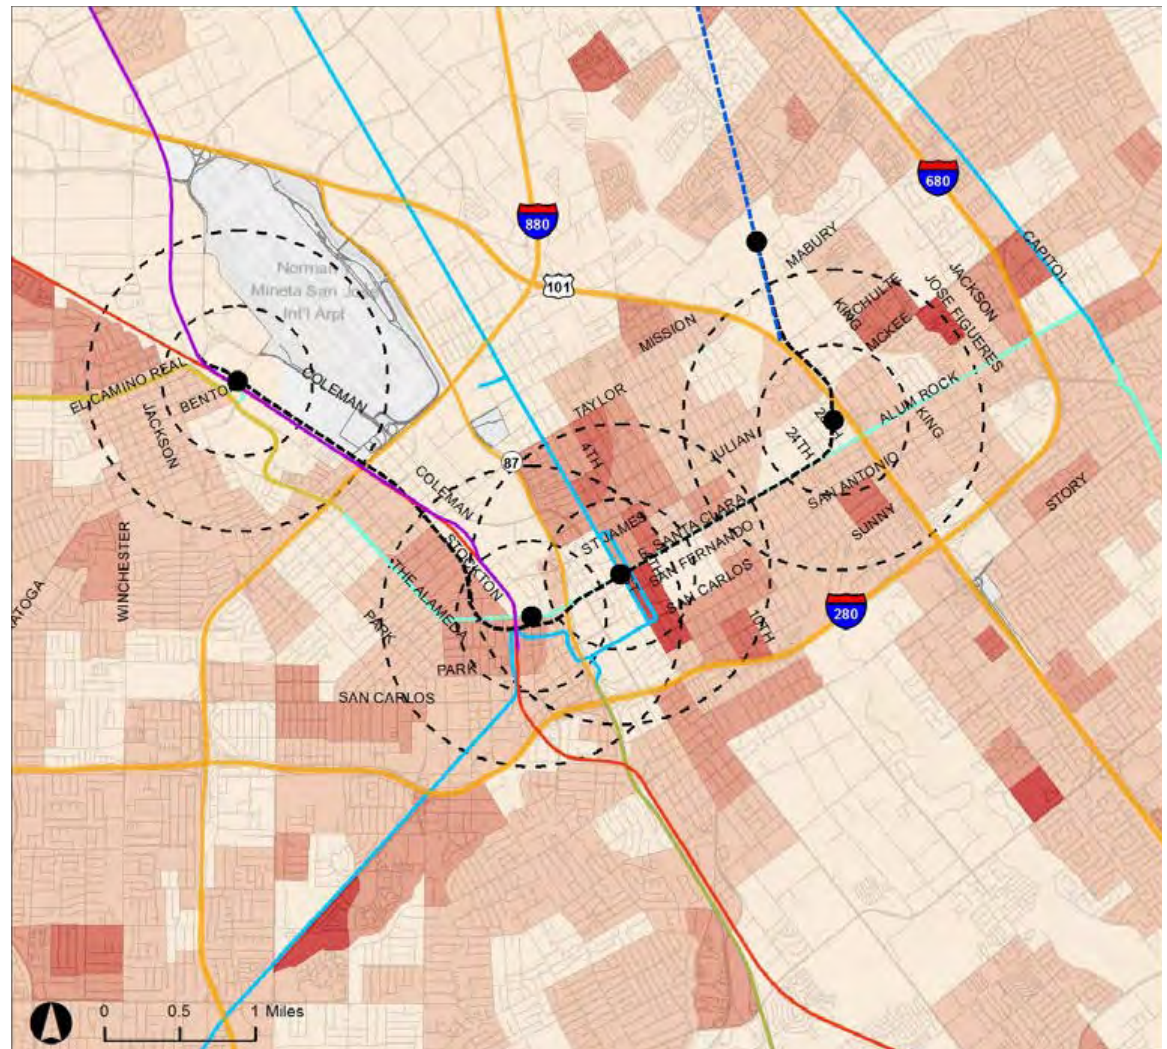 680
880
MABURY
CAPITOL
Norman
Mineta San Jose
Int'l Arpt
101
JACKSON
JOSE FIGUERES
KING
MCKEE
MISSION
EL CAMINO REAL
BENTO
COLEMAN
JACKSON
TAYLOR
ALUM ROCK
KING
4TH
JULIAN
24TH
87
COLEMAN
SAN ANTONIO
STORY
SUNNY
ST JAMES
E. SANTA CLARA
SAN FERNANDO
SAN CARLOS
WINCHESTER
STOCKTON
THE ALAMEDA
PARK
10TH
280
PARK
SAN CARLOS
0 0.5 1 Miles